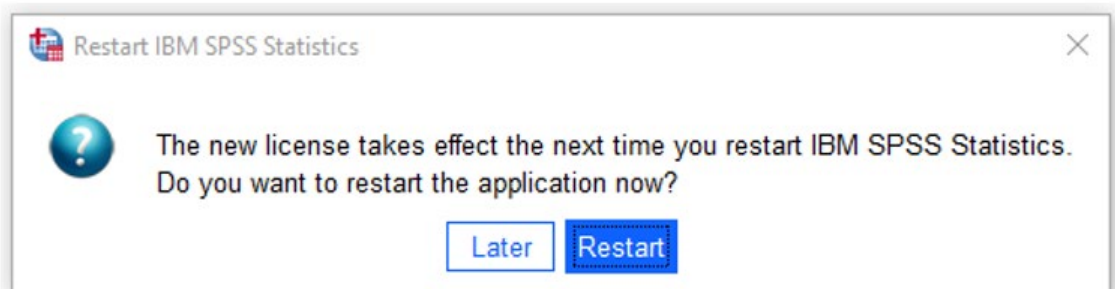 Restart IBM SPSS Statistics
The new license takes effect the next time you restart IBM SPSS Statistics.
Do you want to restart the application now?
Later Restart